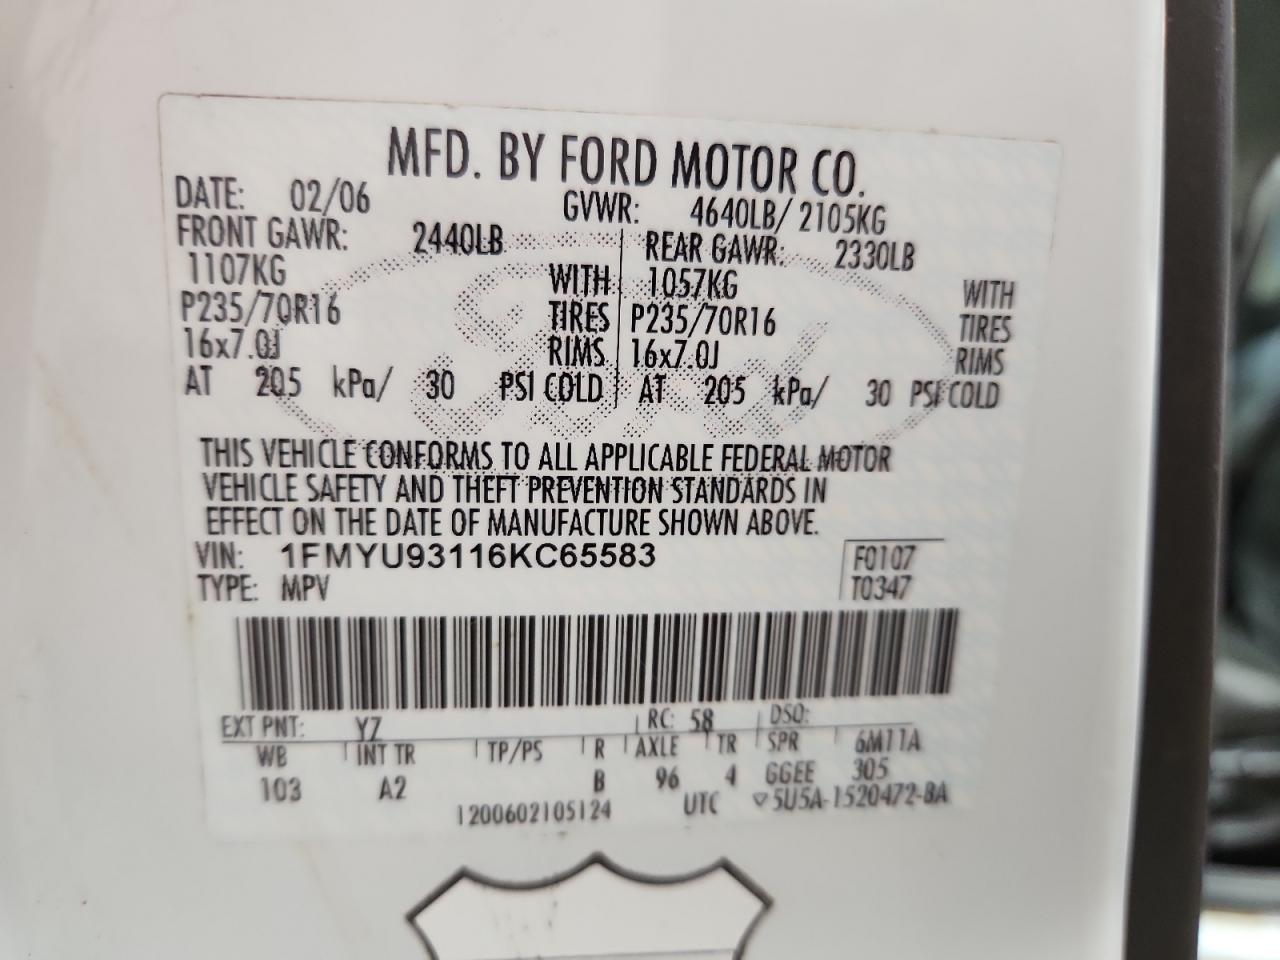 MFD. BY FORD MOTOR CO.
DATE: 02/06 GVWR: 4640LB/ 2105KG
FRONT GAWR: 2440LB REAR GAWR: 2330LB
1107KG WITH 1057KG WITH
P235/70R16 TIRES P235/70R16 TIRES
16x7.0J RIMS 16x7.0J RIMS
AT 205 kPa/ 30 PSI COLD AT 205 kPa/ 30 PSI COLD
THIS VEHICLE CONFORMS TO ALL APPLICABLE FEDERAL MOTOR
VEHICLE SAFETY AND THEFT PREVENTION STANDARDS IN
EFFECT ON THE DATE OF MANUFACTURE SHOWN ABOVE.
VIN: 1FMYU93116KC65583 F0107
TYPE: MPV T0347
EXT PNT: YZ RC: 58 DSO:
WB INT TR TP/PS R AXLE TR SPR 6M11A
103 A2 B 96 4 GGEE 305
1200602105124 UTC ▽5U5A-1520472-BA